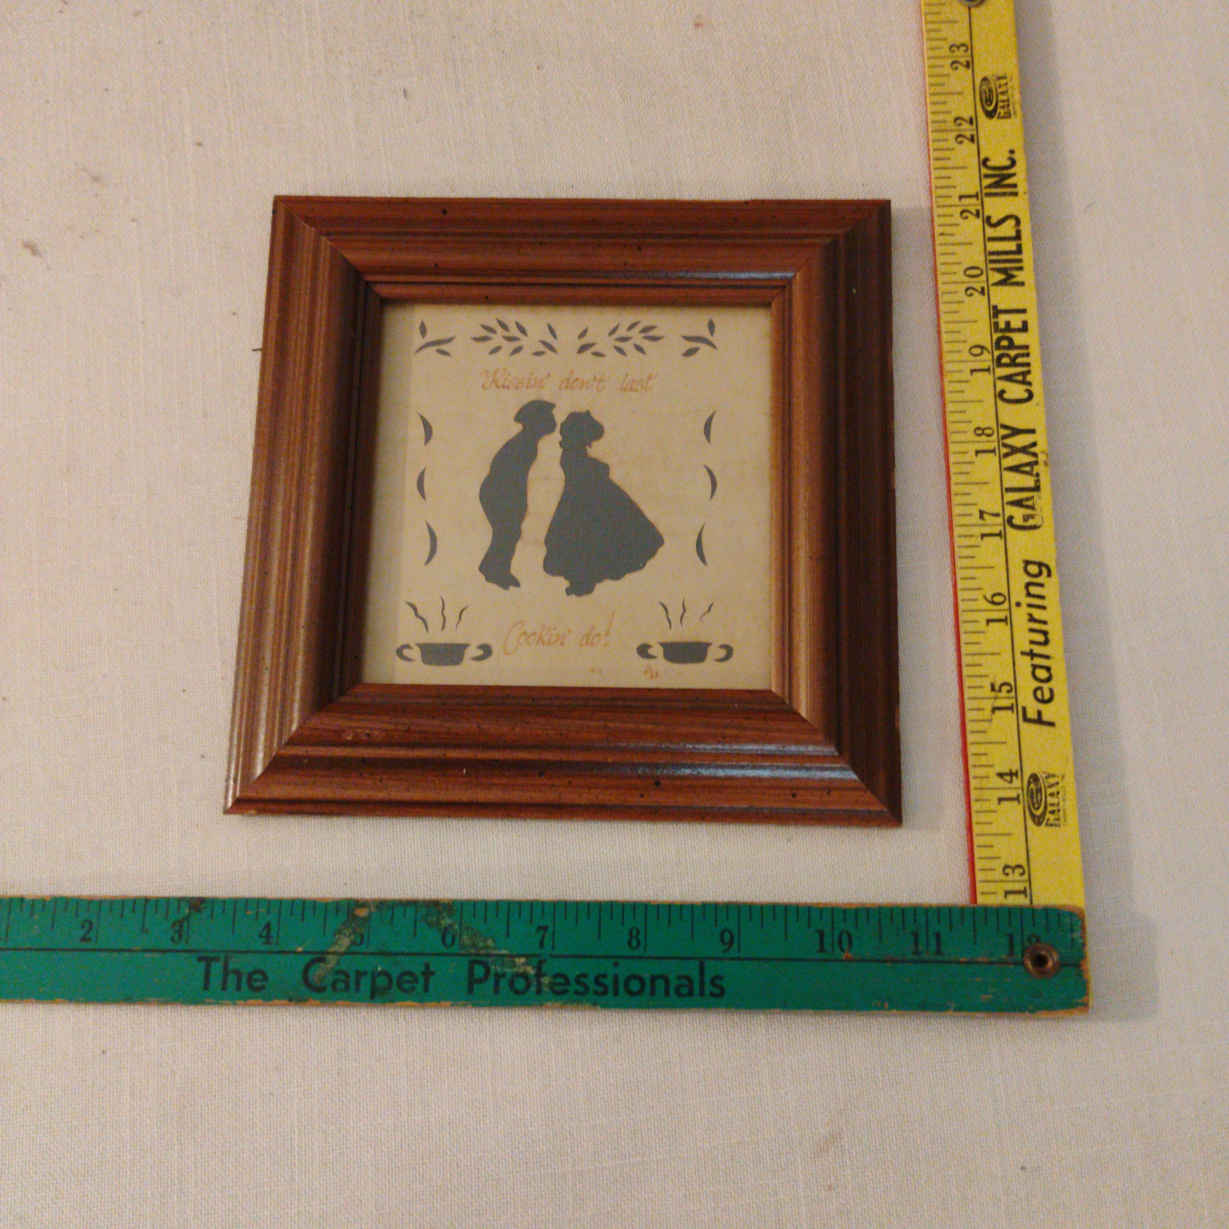 Kissin' don't last
Cookin' do!
23
22
21
20
19
18
17
16
15
14
13
GALAXY
Featuring GALAXY CARPET MILLS INC.
GALAXY
2 3 4 5 6 7 8 9 10 11
The Carpet Professionals